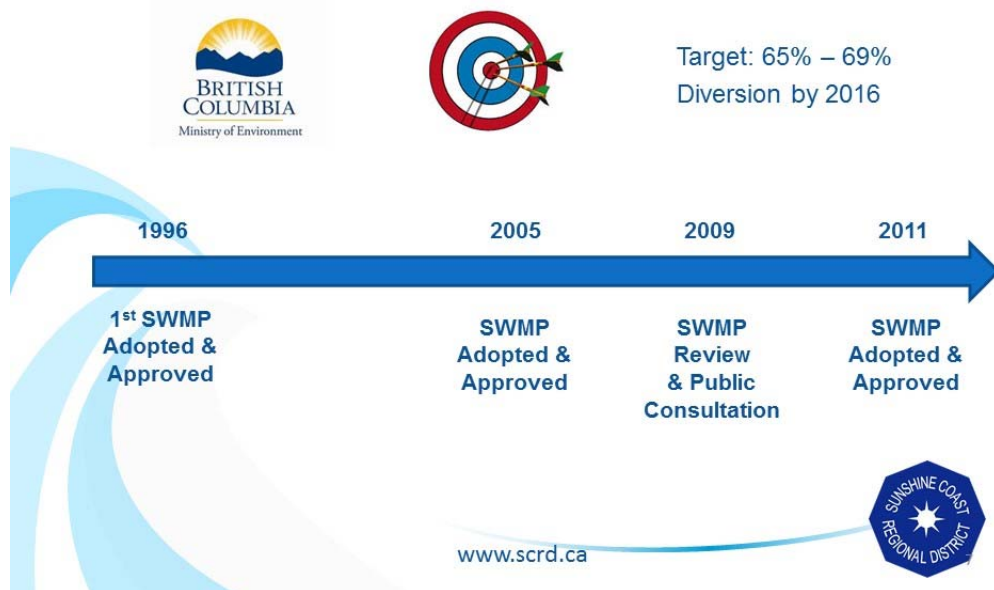 BRITISH
COLUMBIA
Ministry of Environment
Target: 65% – 69%
Diversion by 2016
1996
2005
2009
2011
1st SWMP
Adopted &
Approved
SWMP
Adopted &
Approved
SWMP
Review
& Public
Consultation
SWMP
Adopted &
Approved
www.scrd.ca
SUNSHINE COAST
REGIONAL DISTRICT
7